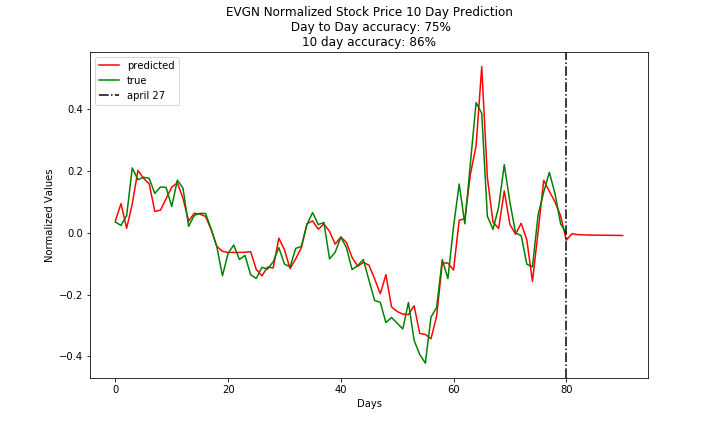 EVGN Normalized Stock Price 10 Day Prediction
Day to Day accuracy: 75%
10 day accuracy: 86%
predicted
true
april 27
Normalized Values
0.4
0.2
0.0
−0.2
−0.4
0
20
40
60
80
Days